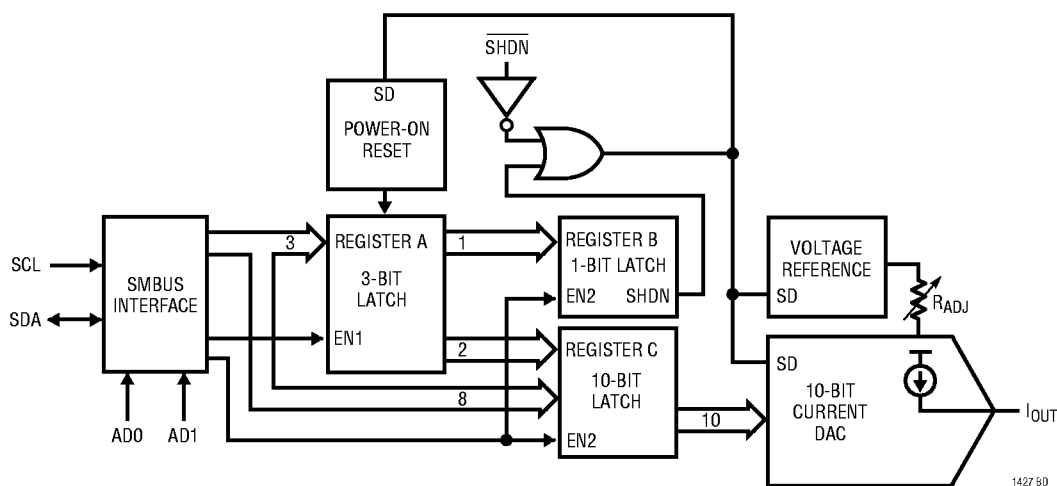 SHDN
SD
POWER-ON
RESET
SMBUS
INTERFACE
SCL
SDA
AD0
AD1
3
8
REGISTER A
3-BIT
LATCH
EN1
1
2
REGISTER B
1-BIT LATCH
EN2
SHDN
REGISTER C
10-BIT
LATCH
EN2
10
VOLTAGE
REFERENCE
SD
RADJ
SD
10-BIT
CURRENT
DAC
IOUT
1427 BD